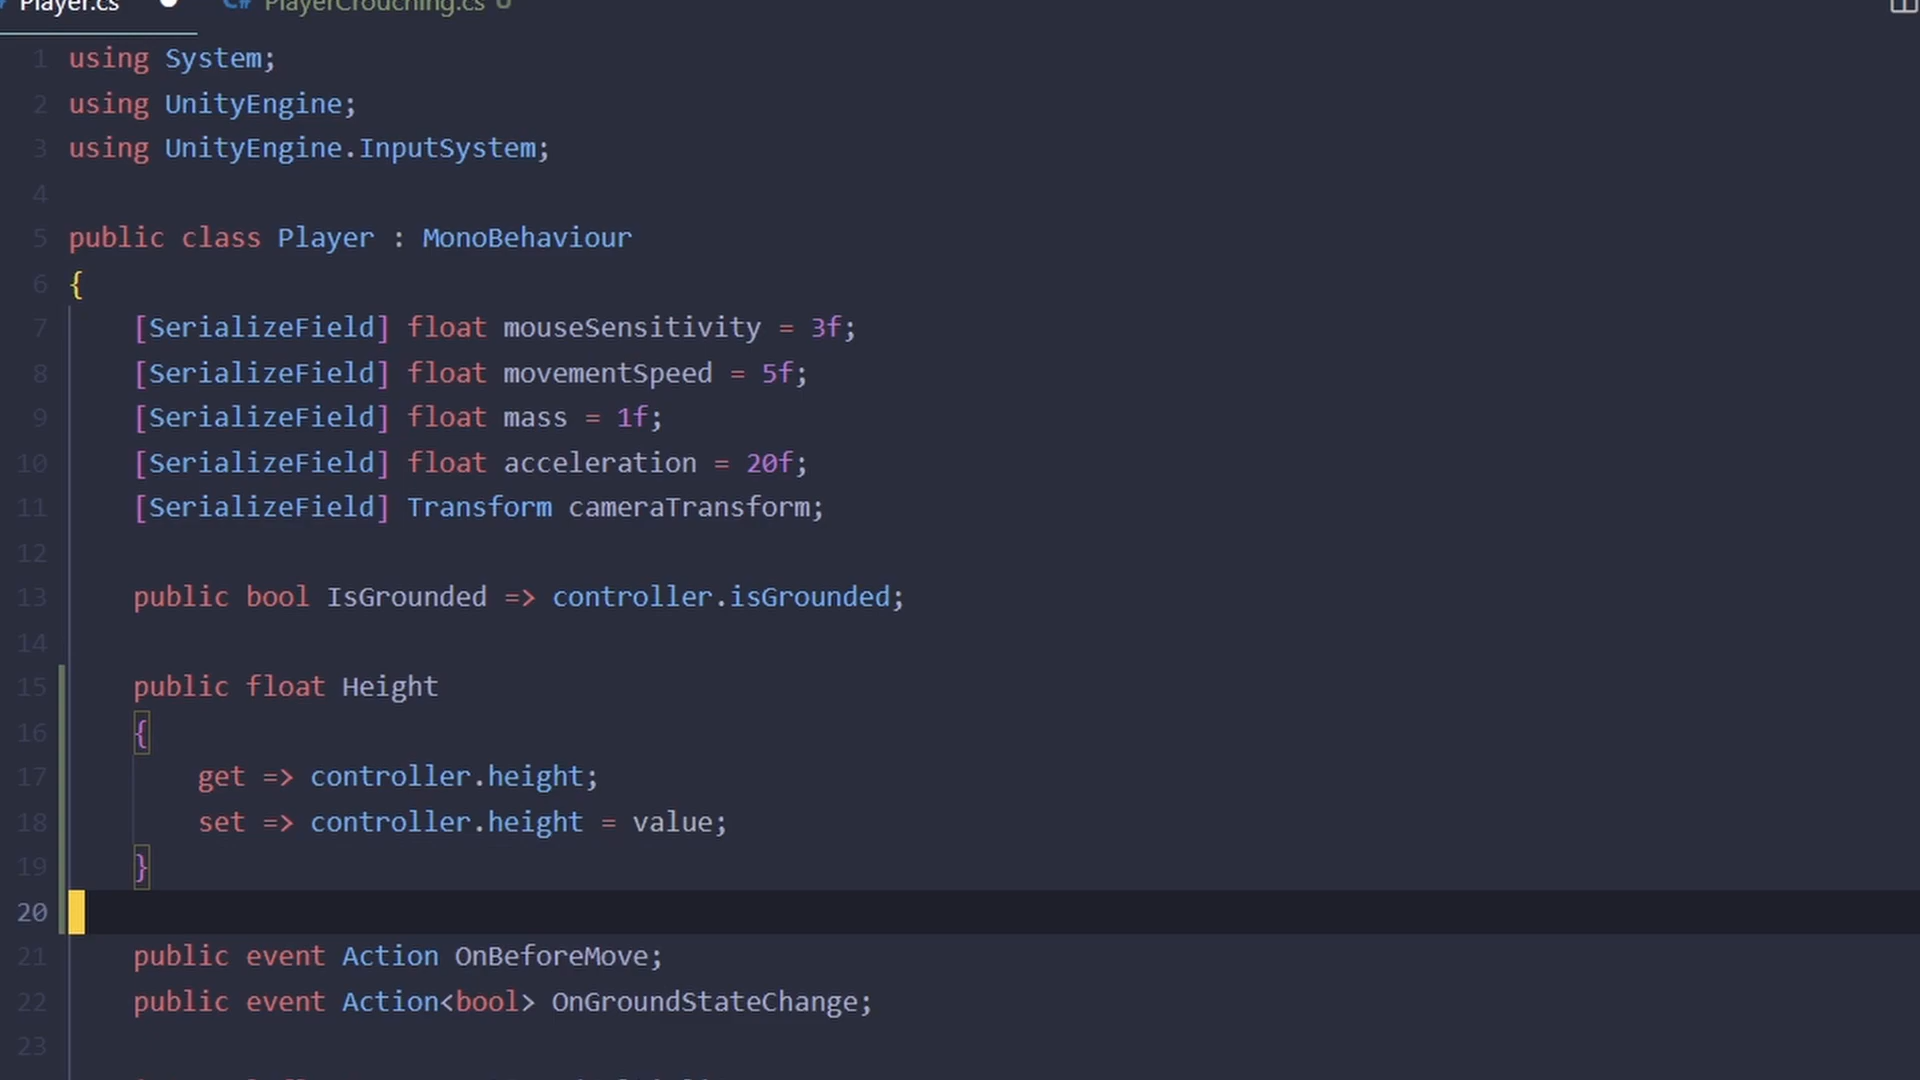 Player.cs PlayerCrouching.cs U
1 using System;
2 using UnityEngine;
3 using UnityEngine.InputSystem;
4
5 public class Player : MonoBehaviour
6 {
7 [SerializeField] float mouseSensitivity = 3f;
8 [SerializeField] float movementSpeed = 5f;
9 [SerializeField] float mass = 1f;
10 [SerializeField] float acceleration = 20f;
11 [SerializeField] Transform cameraTransform;
12
13 public bool IsGrounded => controller.isGrounded;
14
15 public float Height
16 {
17 get => controller.height;
18 set => controller.height = value;
19 }
20
21 public event Action OnBeforeMove;
22 public event Action<bool> OnGroundStateChange;
23